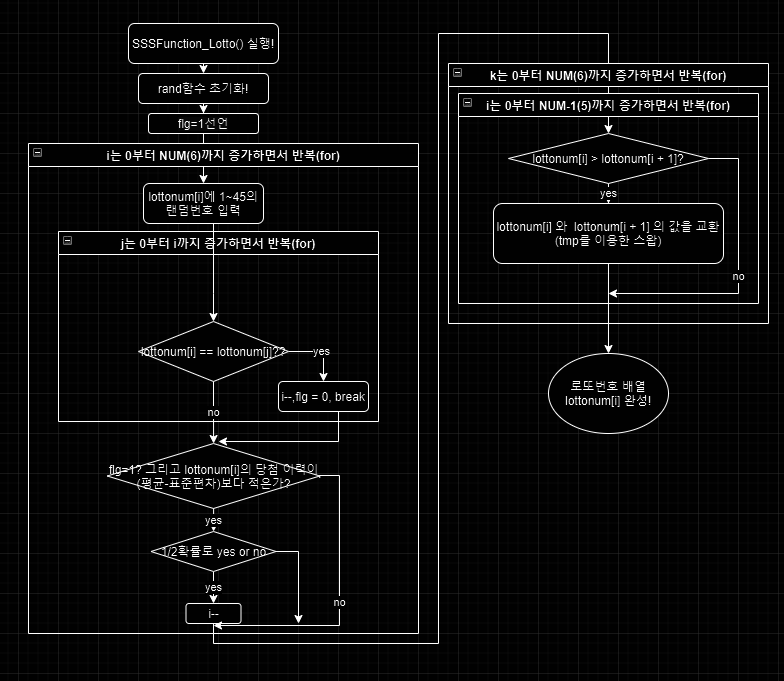 SSSFunction_Lotto() 실행!
rand함수 초기화!
flg=1선언
i는 0부터 NUM(6)까지 증가하면서 반복(for)
lottonum[i]에 1~45의
랜덤번호 입력
j는 0부터 i까지 증가하면서 반복(for)
lottonum[i] == lottonum[j]??
yes
i--,flg = 0, break
no
flg=1? 그리고 lottonum[i]의 당첨 이력이
(평균-표준편차)보다 적은가?
yes
1/2확률로 yes or no
yes
no
i--
k는 0부터 NUM(6)까지 증가하면서 반복(for)
i는 0부터 NUM-1(5)까지 증가하면서 반복(for)
lottonum[i] > lottonum[i + 1]?
yes
lottonum[i] 와 lottonum[i + 1] 의 값을 교환
(tmp를 이용한 스왑)
no
로또번호 배열
lottonum[i] 완성!